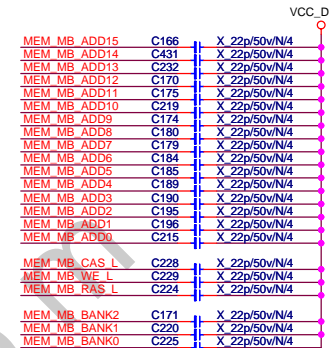 VCC_D
MEM_MB_ADD15 C166 X_22p/50v/N/4
MEM_MB_ADD14 C431 X_22p/50v/N/4
MEM_MB_ADD13 C232 X_22p/50v/N/4
MEM_MB_ADD12 C170 X_22p/50v/N/4
MEM_MB_ADD11 C175 X_22p/50v/N/4
MEM_MB_ADD10 C219 X_22p/50v/N/4
MEM_MB_ADD9 C174 X_22p/50v/N/4
MEM_MB_ADD8 C180 X_22p/50v/N/4
MEM_MB_ADD7 C179 X_22p/50v/N/4
MEM_MB_ADD6 C184 X_22p/50v/N/4
MEM_MB_ADD5 C185 X_22p/50v/N/4
MEM_MB_ADD4 C189 X_22p/50v/N/4
MEM_MB_ADD3 C190 X_22p/50v/N/4
MEM_MB_ADD2 C195 X_22p/50v/N/4
MEM_MB_ADD1 C196 X_22p/50v/N/4
MEM_MB_ADD0 C215 X_22p/50v/N/4
MEM_MB_CAS_L C228 X_22p/50v/N/4
MEM_MB_WE_L C229 X_22p/50v/N/4
MEM_MB_RAS_L C224 X_22p/50v/N/4
MEM_MB_BANK2 C171 X_22p/50v/N/4
MEM_MB_BANK1 C220 X_22p/50v/N/4
MEM_MB_BANK0 C225 X_22p/50v/N/4